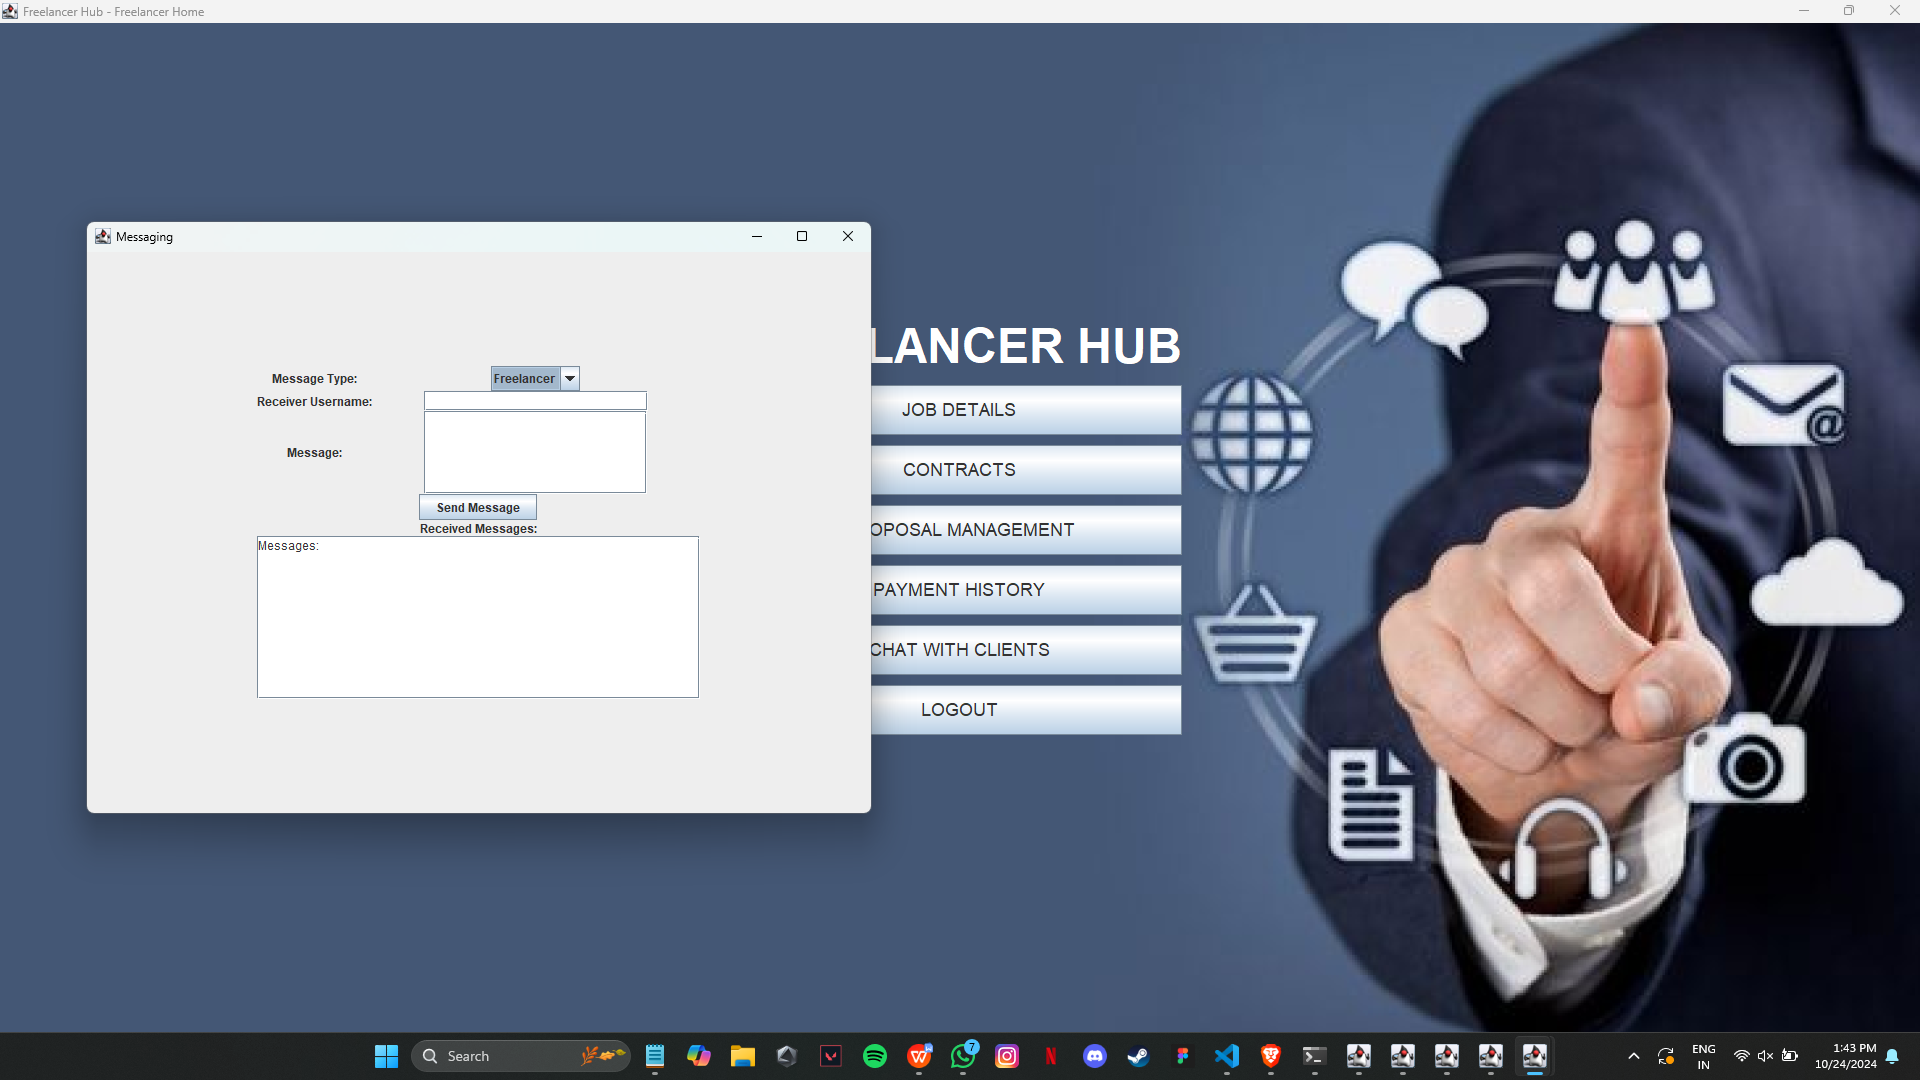 Freelancer Hub - Freelancer Home
Messaging
Message Type:
Freelancer
Receiver Username:
Message:
Send Message
Received Messages:
Messages:
LANCER HUB
JOB DETAILS
CONTRACTS
OPOSAL MANAGEMENT
PAYMENT HISTORY
CHAT WITH CLIENTS
LOGOUT
@
Search
7
N
ENG
IN
1:43 PM
10/24/2024